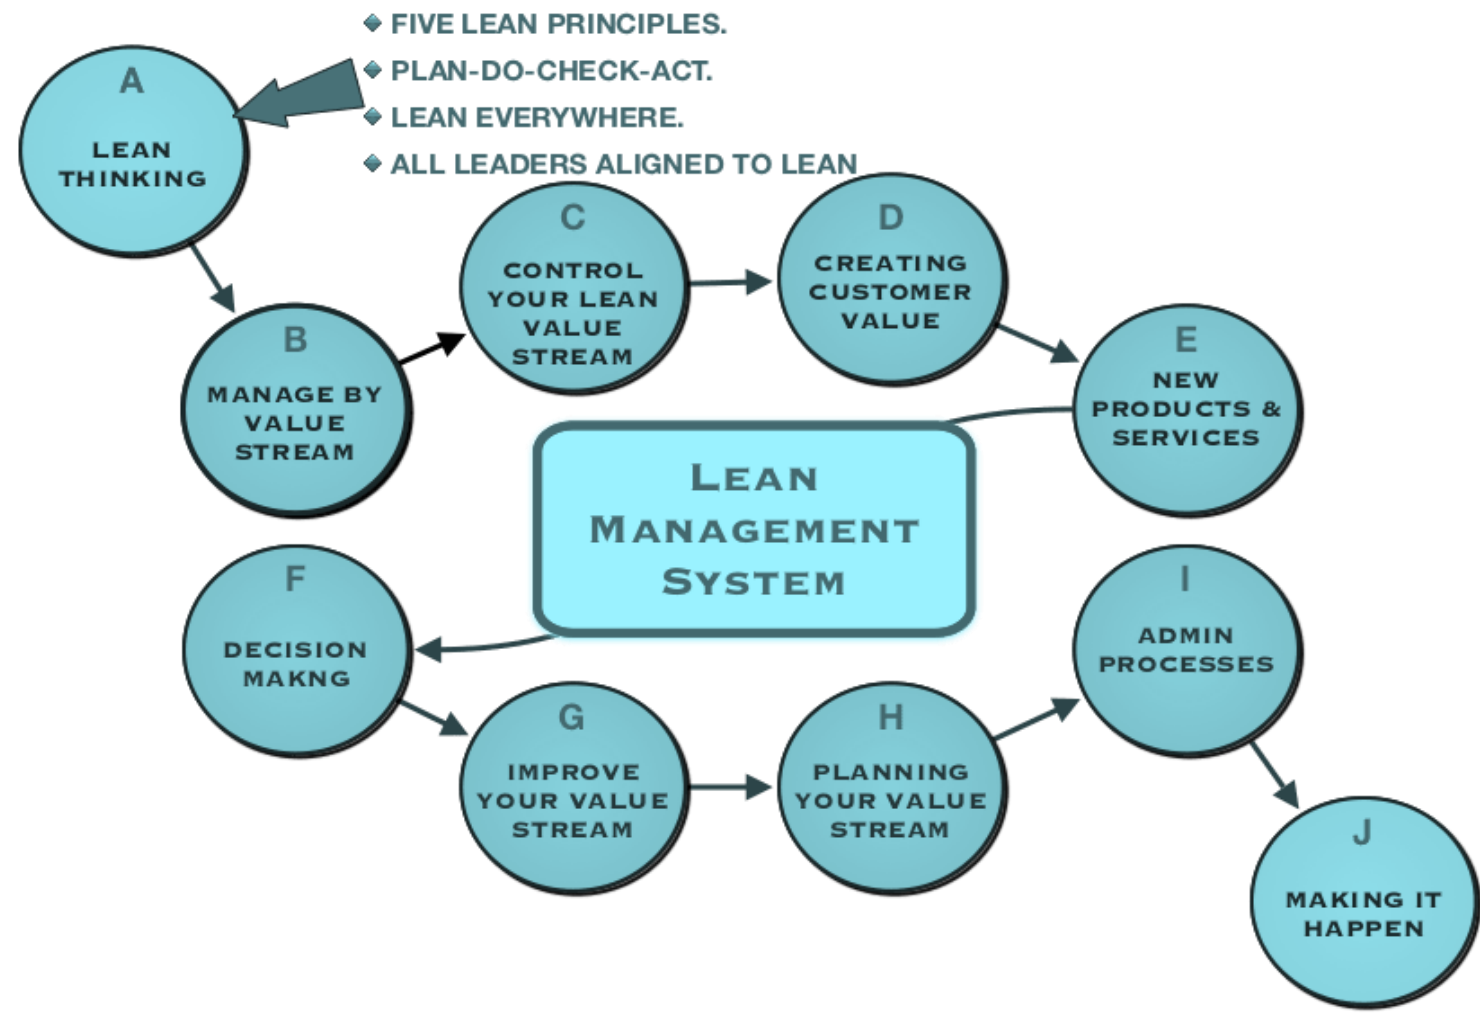 FIVE LEAN PRINCIPLES.
PLAN-DO-CHECK-ACT.
LEAN EVERYWHERE.
ALL LEADERS ALIGNED TO LEAN
A
LEAN
THINKING
B
MANAGE BY
VALUE
STREAM
C
CONTROL
YOUR LEAN
VALUE
STREAM
D
CREATING
CUSTOMER
VALUE
E
NEW
PRODUCTS &
SERVICES
LEAN
MANAGEMENT
SYSTEM
F
DECISION
MAKNG
G
IMPROVE
YOUR VALUE
STREAM
H
PLANNING
YOUR VALUE
STREAM
I
ADMIN
PROCESSES
J
MAKING IT
HAPPEN